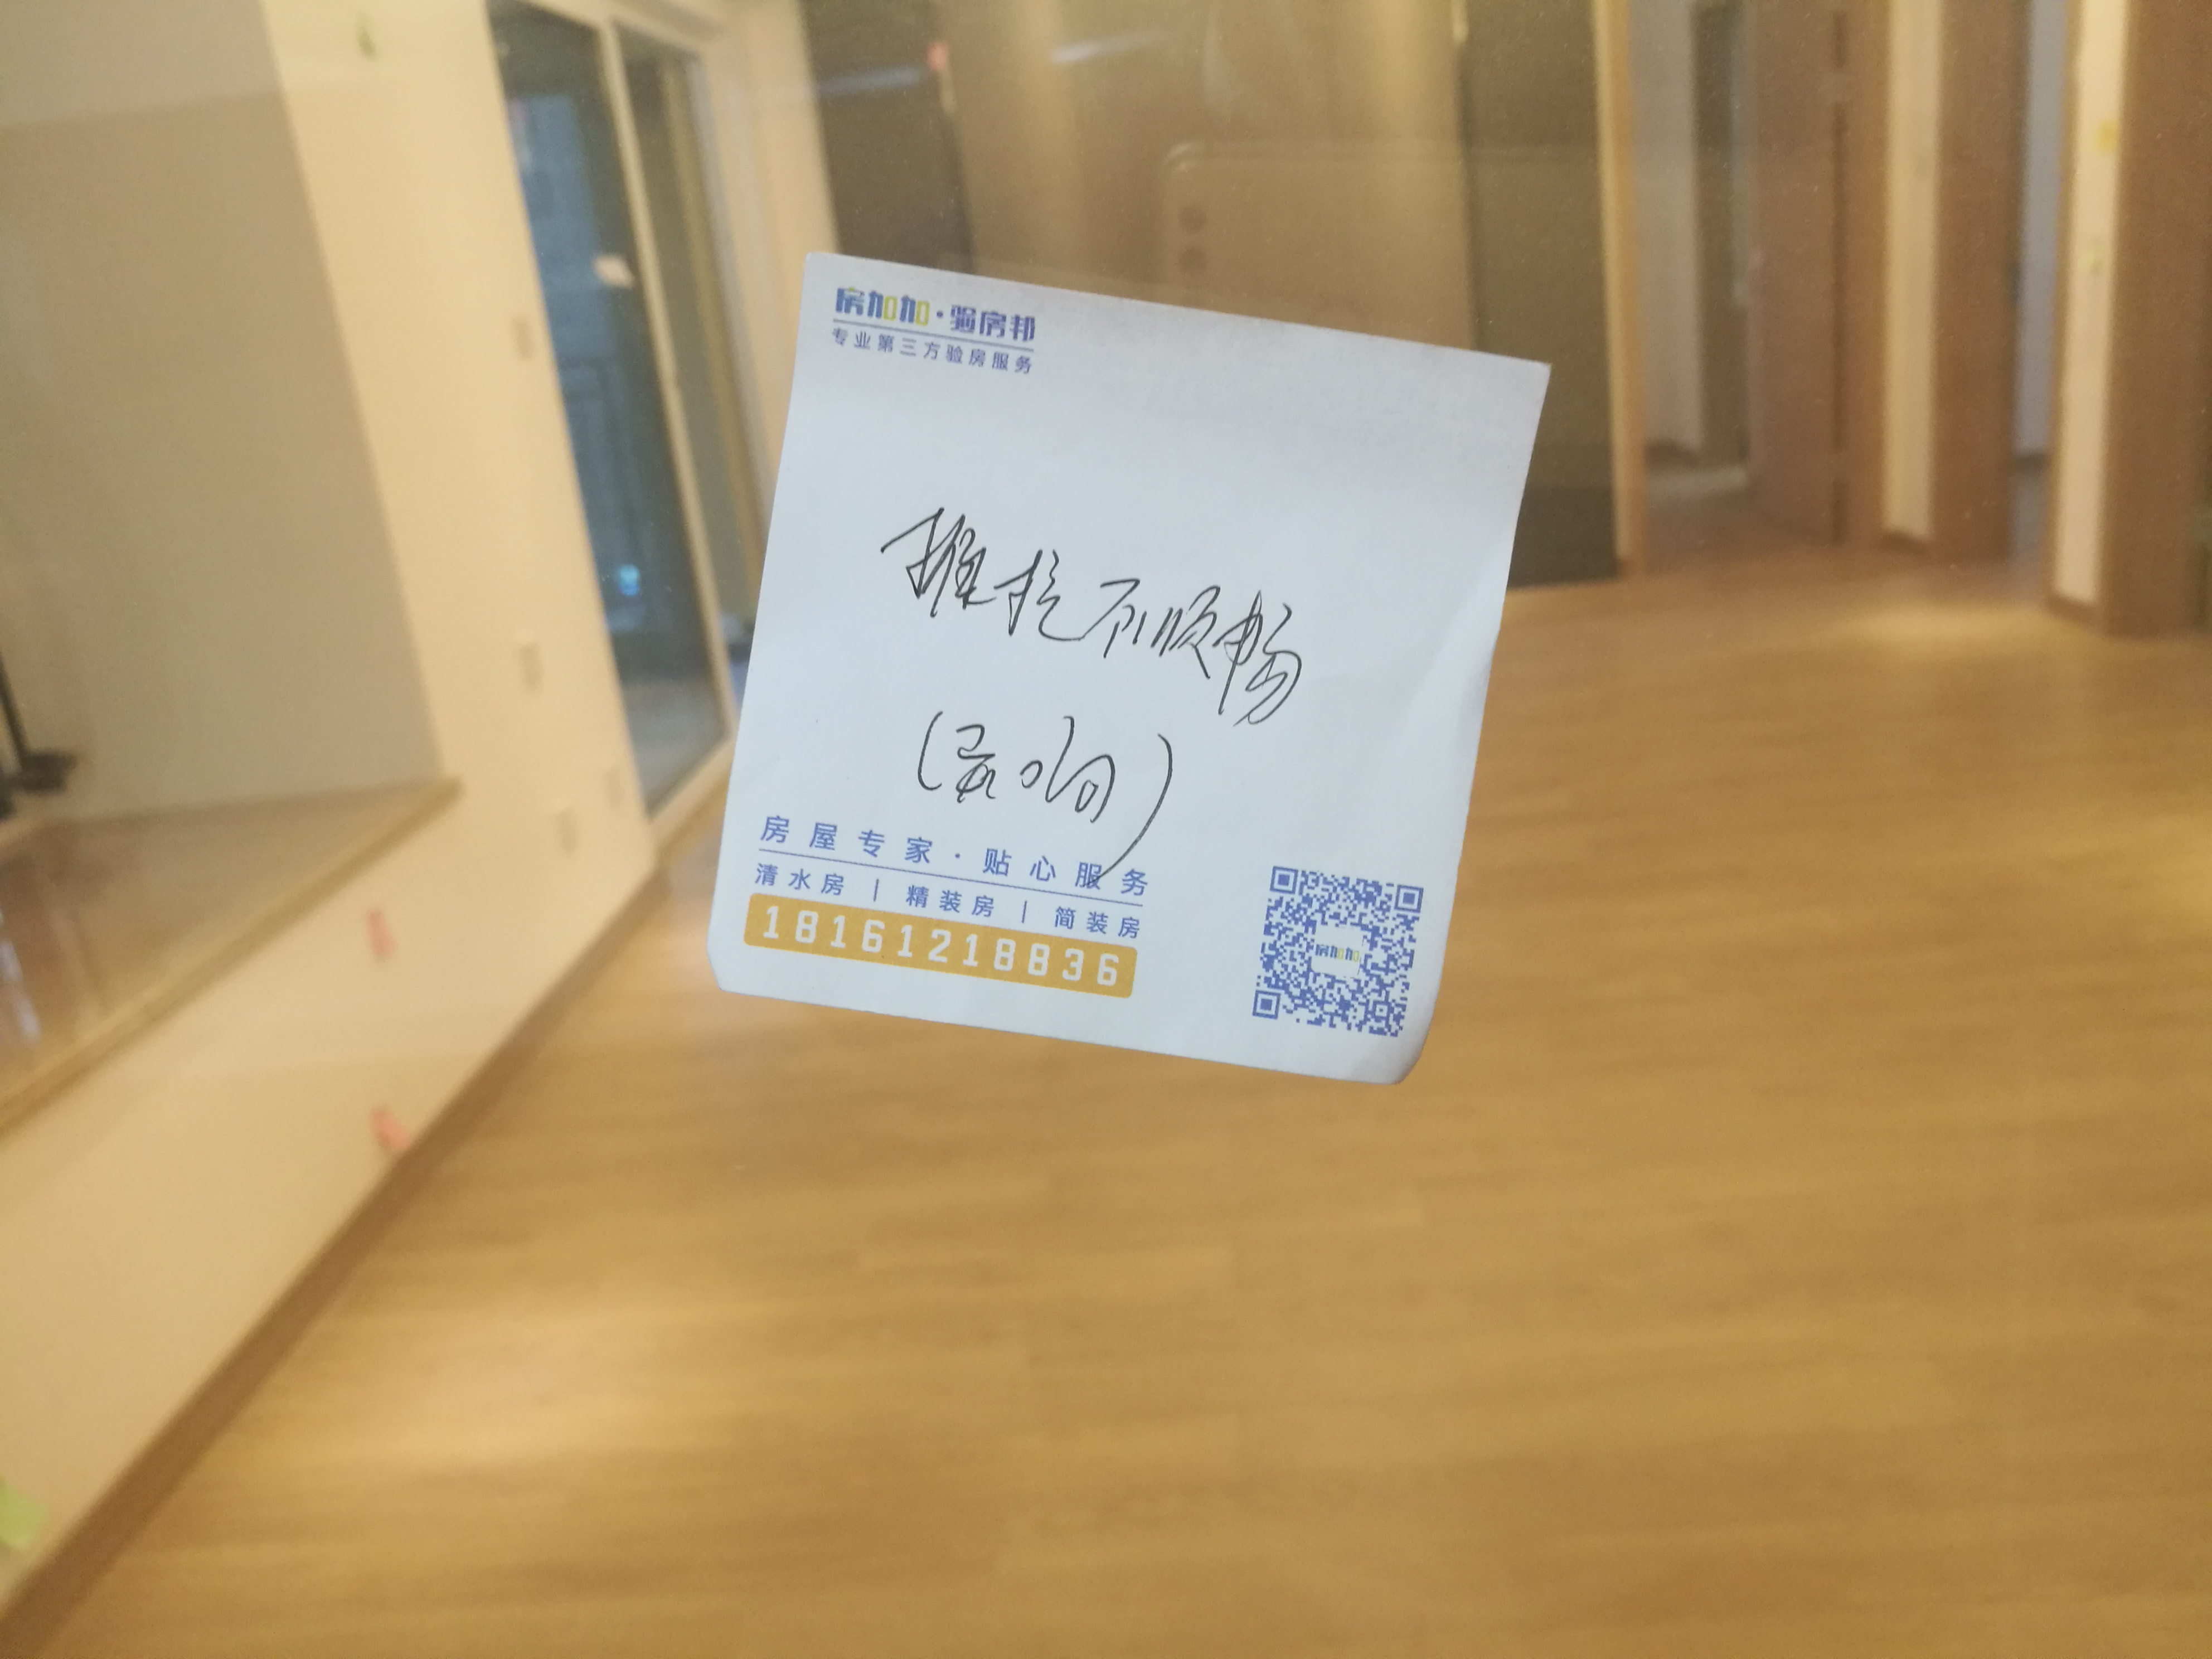 房加加·验房邦
专业第三方验房服务
推拉不顺畅
(异响)
房屋专家·贴心服务
清水房 | 精装房 | 简装房
18161218836
房加加